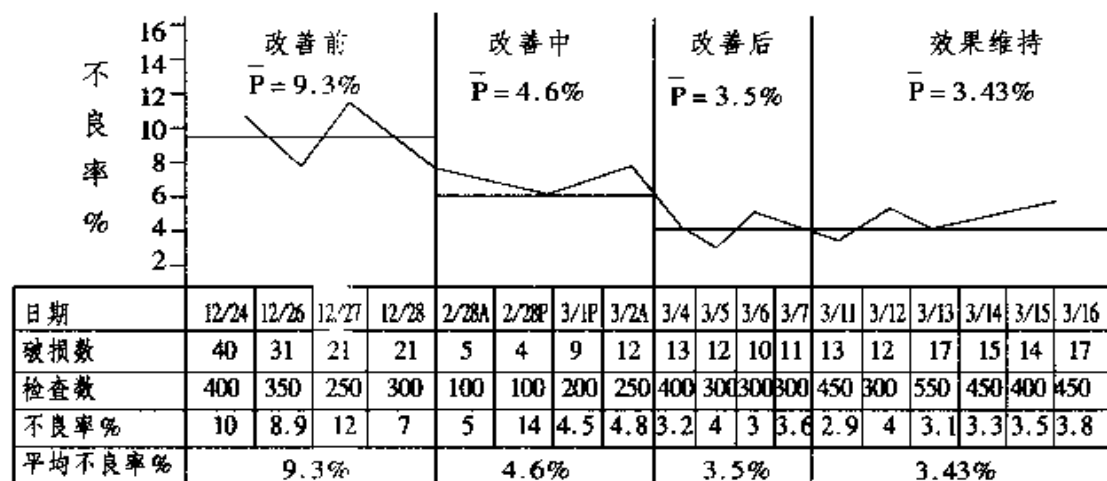 改善前 改善中 改善后 效果维持
P̅=9.3% P̅=4.6% P̅=3.5% P̅=3.43%
不良率%
16
14
12
10
8
6
4
2
日期 12/24 12/26 12/27 12/28 2/28A 2/28P 3/1P 3/2A 3/4 3/5 3/6 3/7 3/11 3/12 3/13 3/14 3/15 3/16
破损数 40 31 21 21 5 4 9 12 13 12 10 11 13 12 17 15 14 17
检查数 400 350 250 300 100 100 200 250 400 300 300 300 450 300 550 450 400 450
不良率% 10 8.9 12 7 5 14 4.5 4.8 3.2 4 3 3.6 2.9 4 3.1 3.3 3.5 3.8
平均不良率% 9.3% 4.6% 3.5% 3.43%